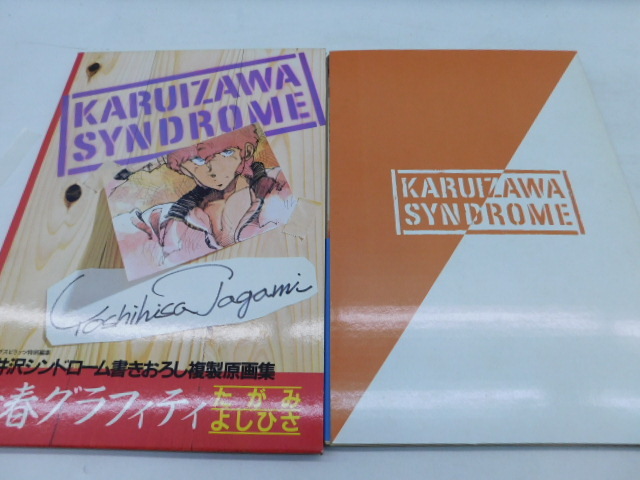 KARUIZAWA
SYNDROME
Yoshihisa Tagami
井沢シンドローム書きおろし複製原画集
春グラフィティ
たがみ
よしひさ
KARUIZAWA
SYNDROME